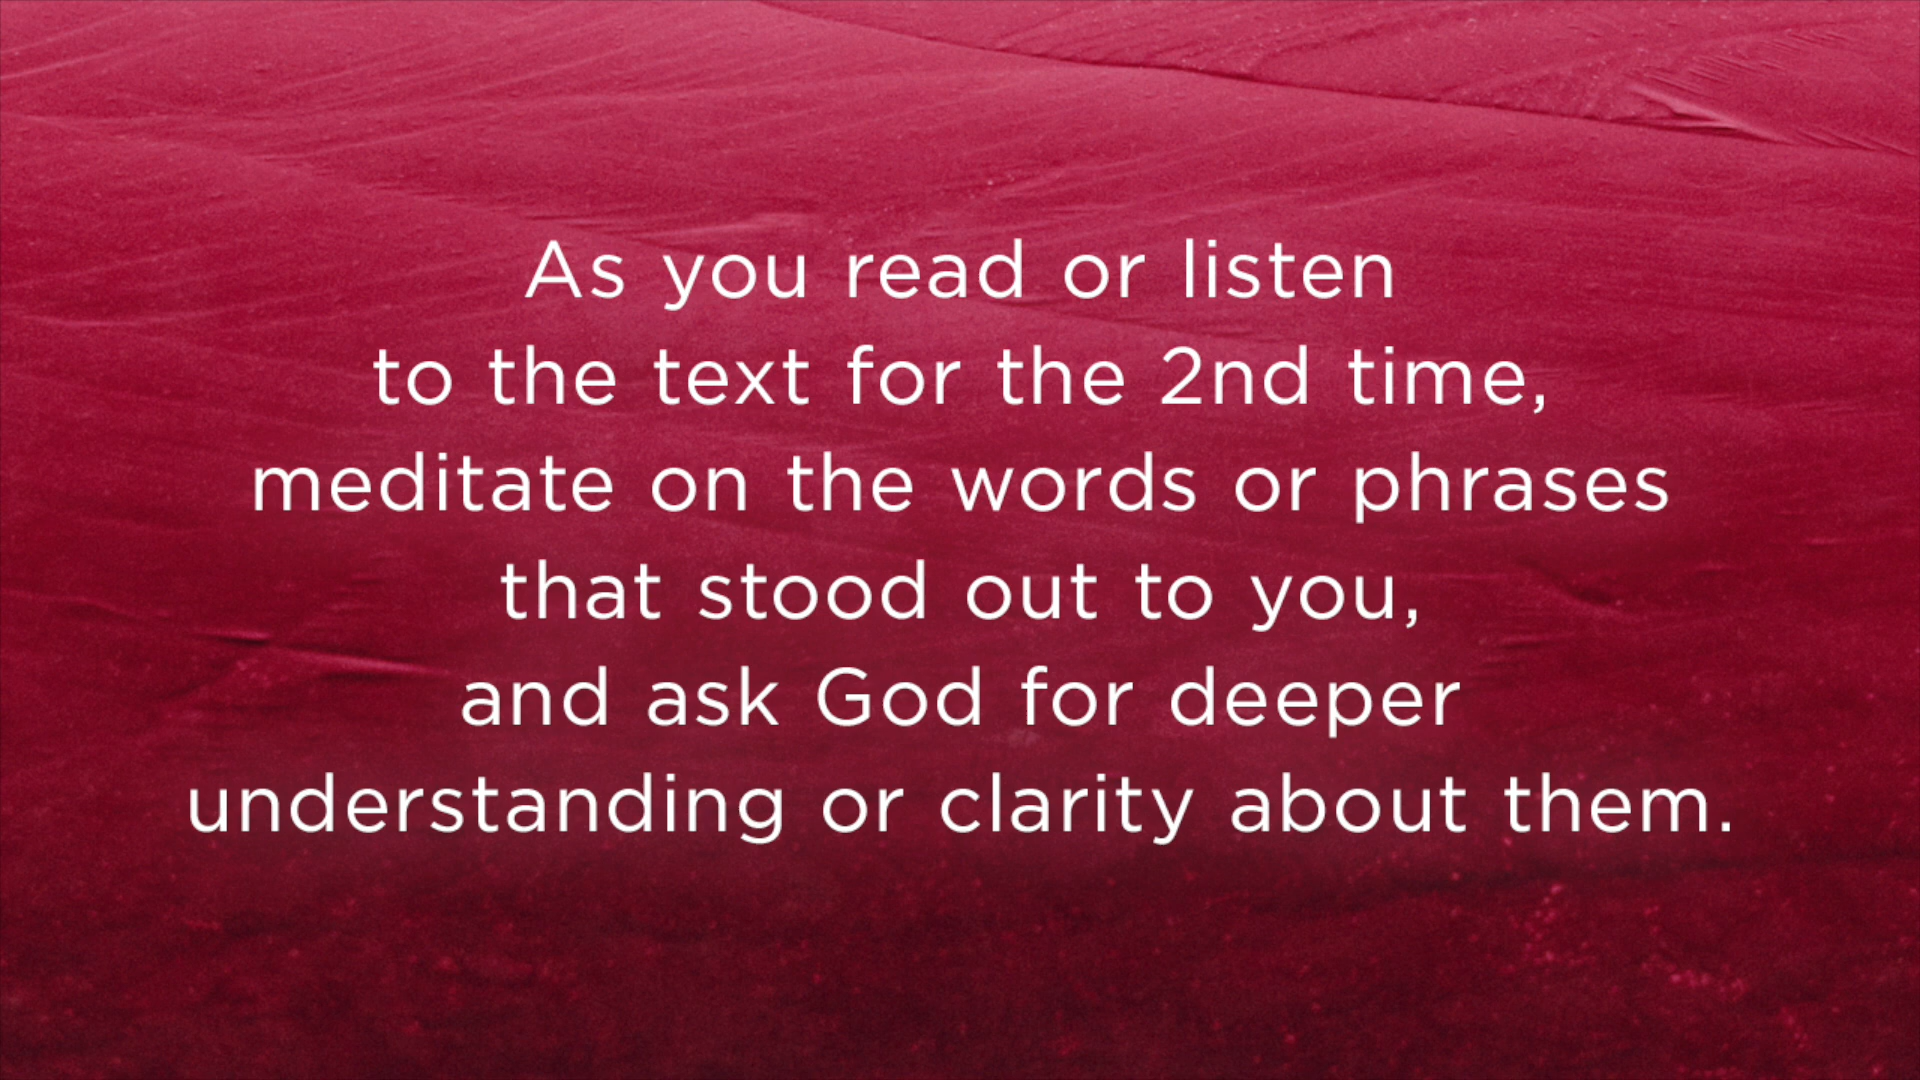 As you read or listen
to the text for the 2nd time,
meditate on the words or phrases
that stood out to you,
and ask God for deeper
understanding or clarity about them.